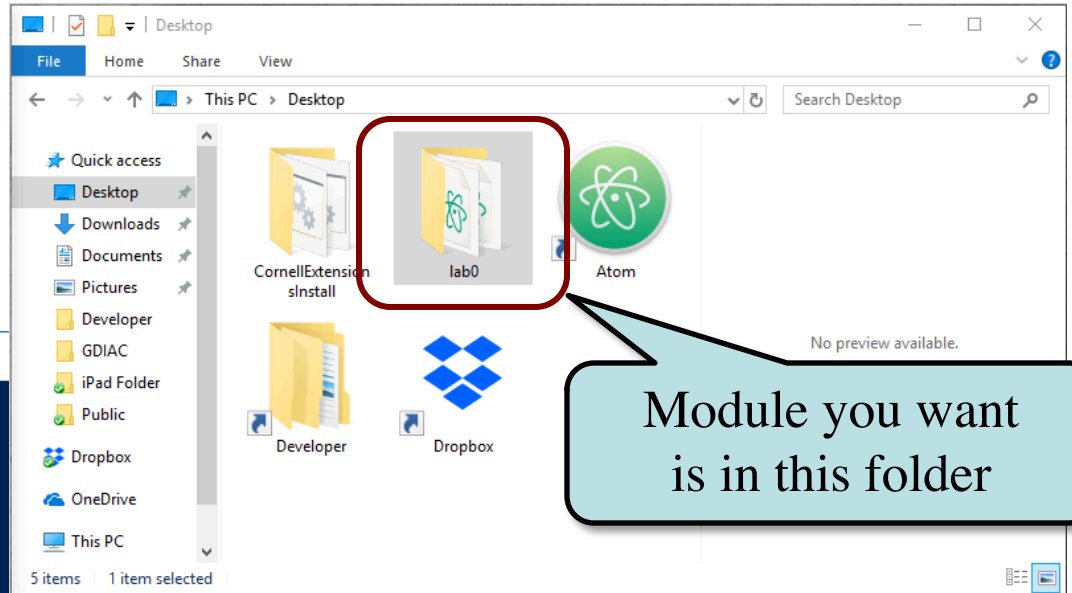 Desktop
File Home Share View
This PC > Desktop
Search Desktop
Quick access
Desktop
Downloads
Documents
Pictures
Developer
GDIAC
iPad Folder
Public
Dropbox
OneDrive
This PC
CornellExtension
sInstall
lab0
Atom
Developer
Dropbox
No preview available.
Module you want
is in this folder
5 items 1 item selected